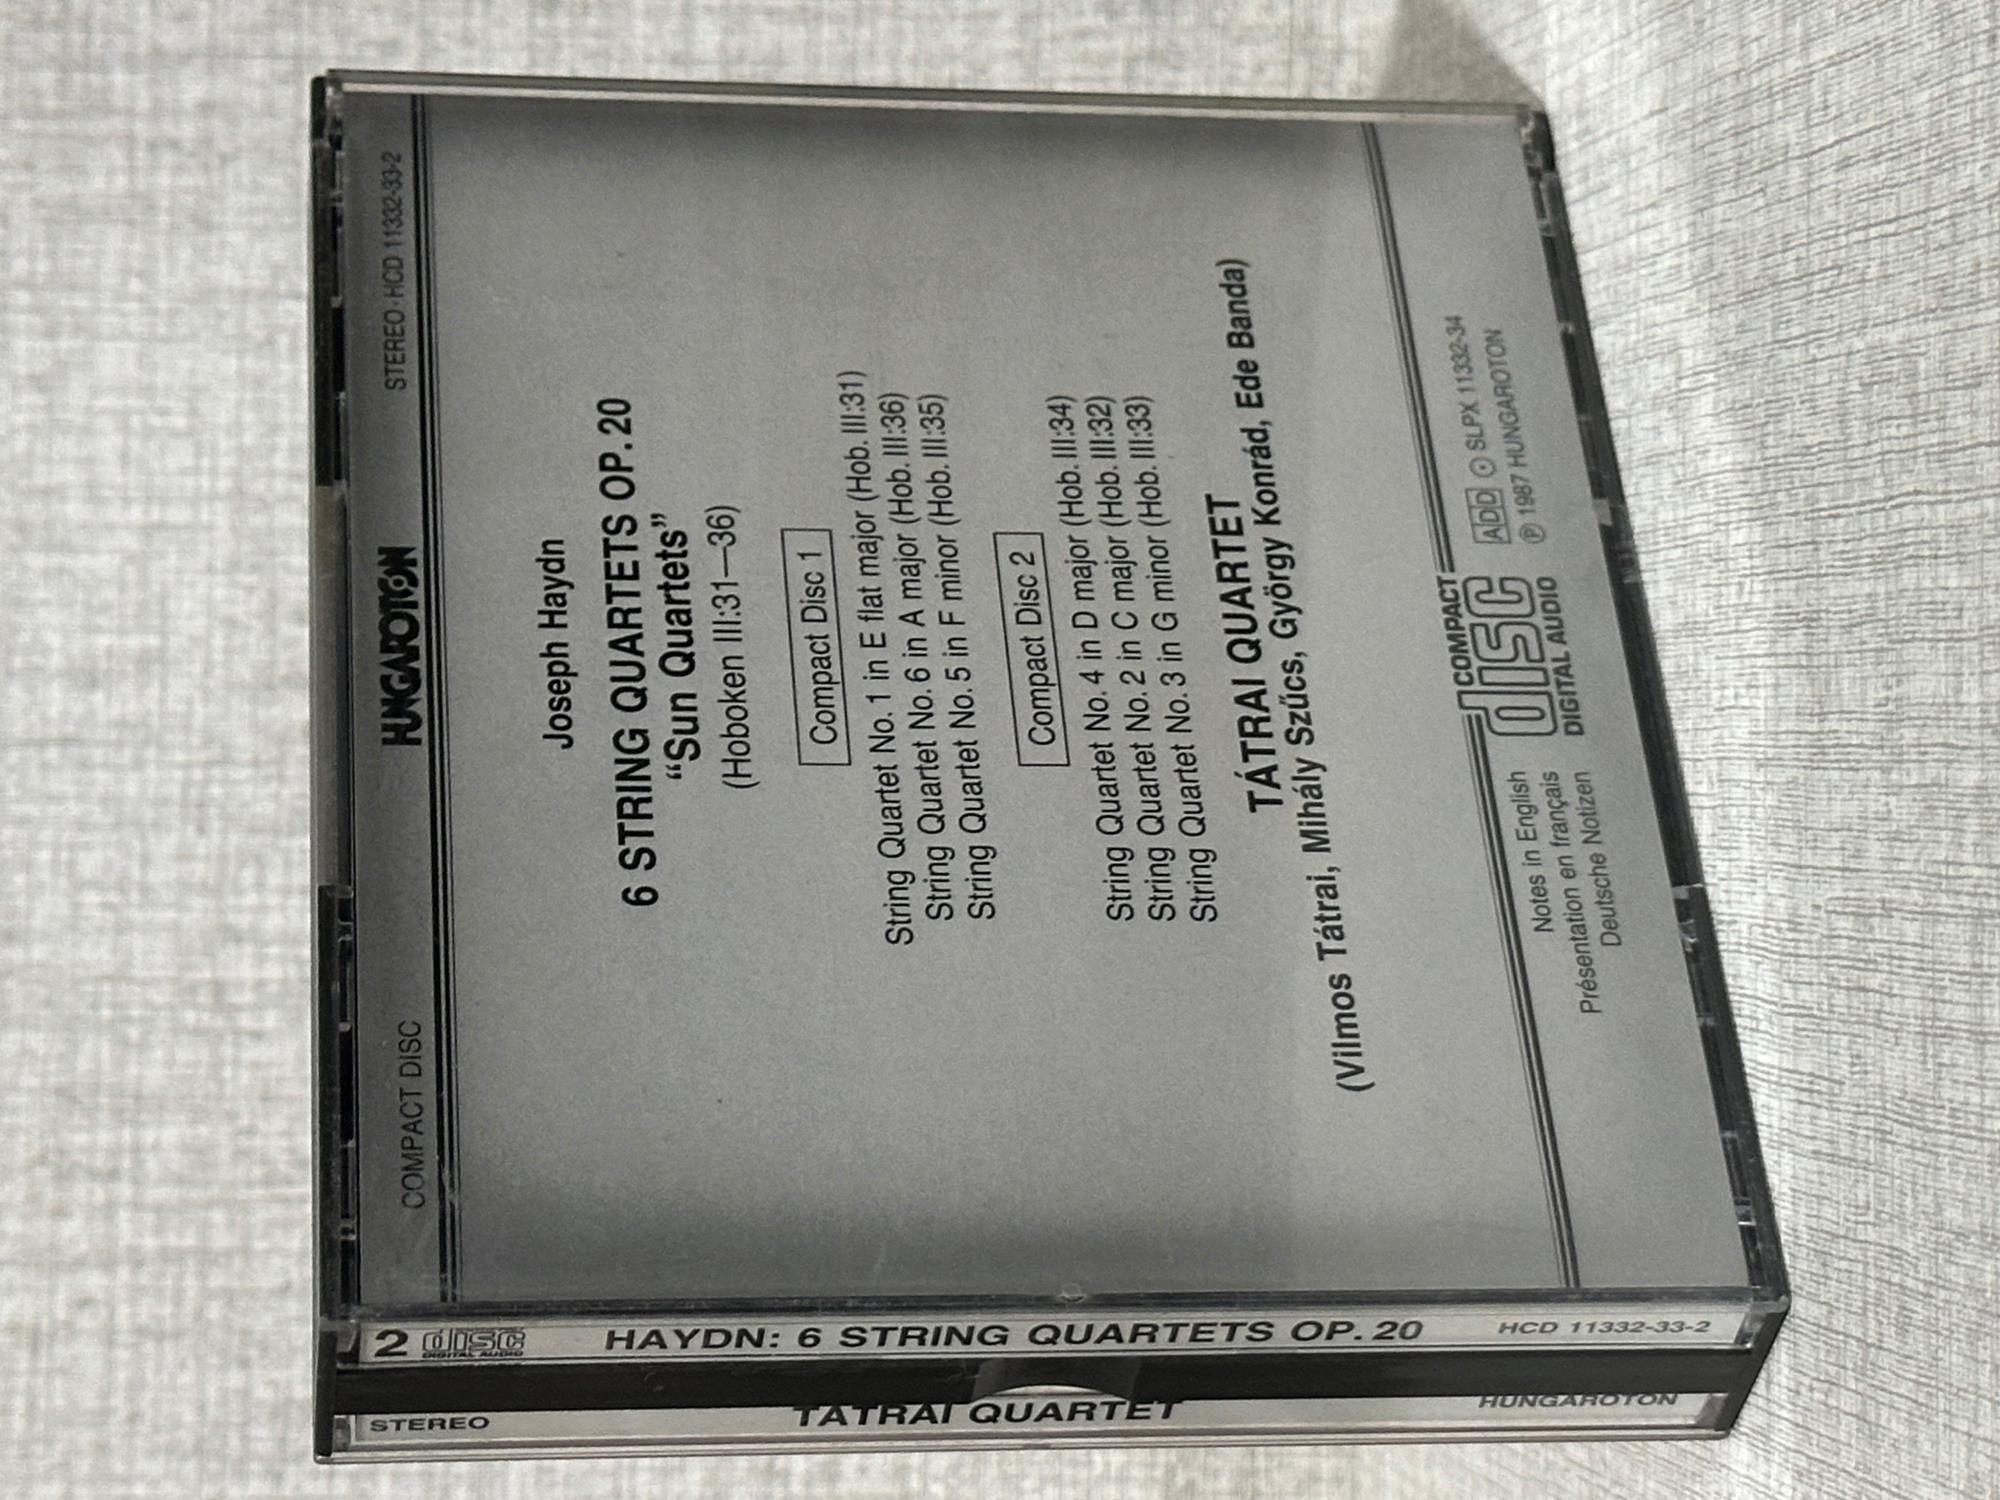 COMPACT DISC
HUNGAROTON
STEREO · HCD 11332-33-2
Joseph Haydn
6 STRING QUARTETS OP. 20
“Sun Quartets”
(Hoboken III:31—36)
Compact Disc 1
String Quartet No. 1 in E flat major (Hob. III:31)
String Quartet No. 6 in A major (Hob. III:36)
String Quartet No. 5 in F minor (Hob. III:35)
Compact Disc 2
String Quartet No. 4 in D major (Hob. III:34)
String Quartet No. 2 in C major (Hob. III:32)
String Quartet No. 3 in G minor (Hob. III:33)
TÁTRAI QUARTET
(Vilmos Tátrai, Mihály Szűcs, György Konrád, Ede Banda)
Notes in English
Présentation en français
Deutsche Notizen
COMPACT
disc
DIGITAL AUDIO
ADD SLPX 11332-34
℗ 1987 HUNGAROTON
2 disc
DIGITAL AUDIO
HAYDN: 6 STRING QUARTETS OP. 20
HCD 11332-33-2
STEREO
TÁTRAI QUARTET
HUNGAROTON